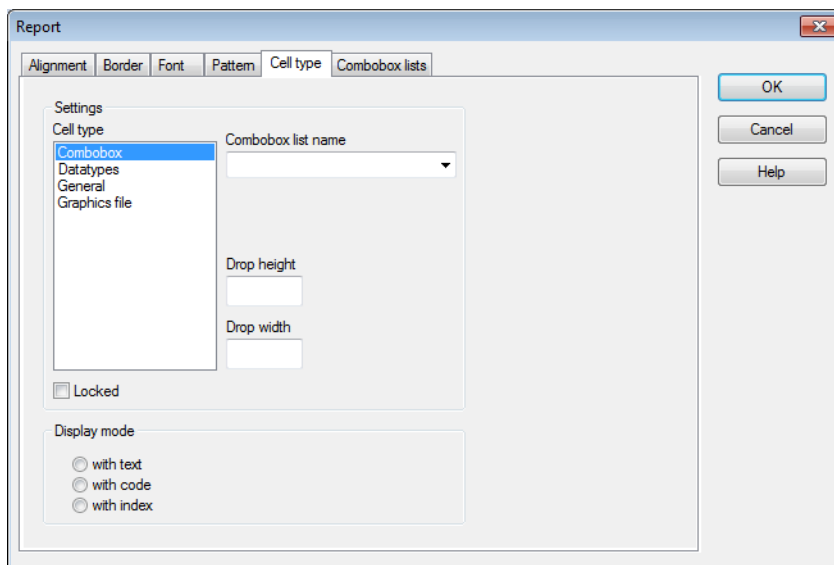 Report
Alignment Border Font Pattern Cell type Combobox lists
OK
Cancel
Help
Settings
Cell type
Combobox
Datatypes
General
Graphics file
Combobox list name
Drop height
Drop width
Locked
Display mode
with text
with code
with index